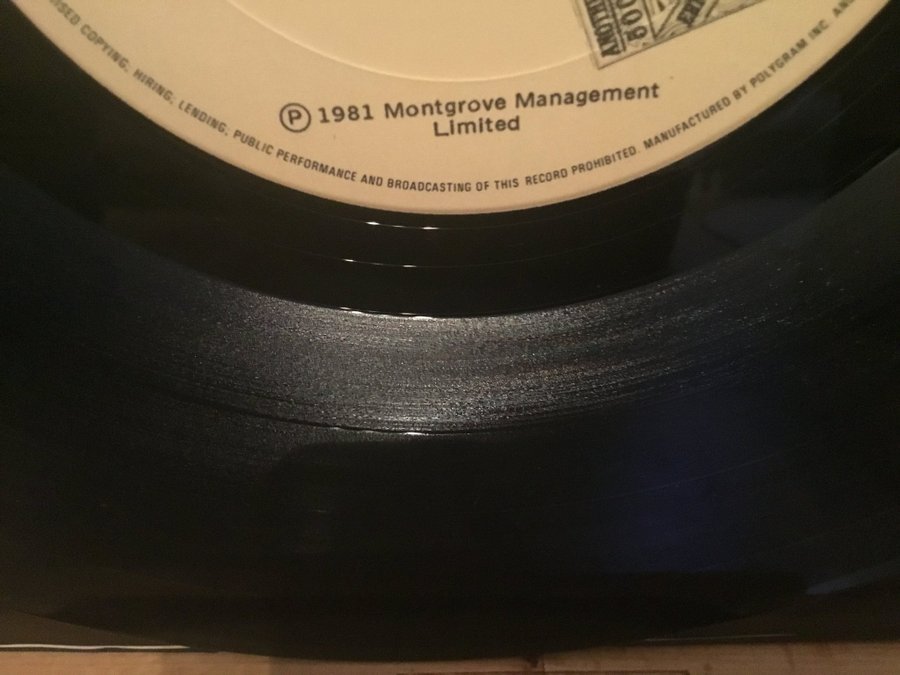 Ⓟ 1981 Montgrove Management
Limited
COPYING, HIRING, LENDING, PUBLIC PERFORMANCE AND BROADCASTING OF THIS RECORD PROHIBITED. MANUFACTURED BY POLYGRAM INC.